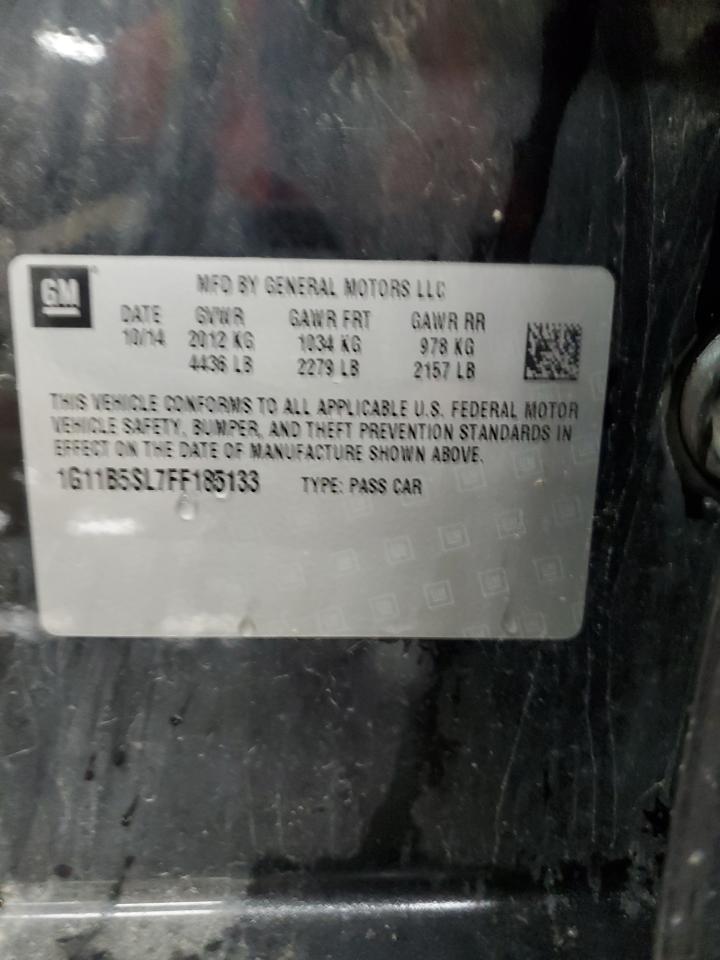 GM
MFD BY GENERAL MOTORS LLC
DATE GVWR GAWR FRT GAWR RR
10/14 2012 KG 1034 KG 978 KG
4436 LB 2279 LB 2157 LB
THIS VEHICLE CONFORMS TO ALL APPLICABLE U.S. FEDERAL MOTOR
VEHICLE SAFETY, BUMPER, AND THEFT PREVENTION STANDARDS IN
EFFECT ON THE DATE OF MANUFACTURE SHOWN ABOVE.
1G11B5SL7FF185133 TYPE: PASS CAR